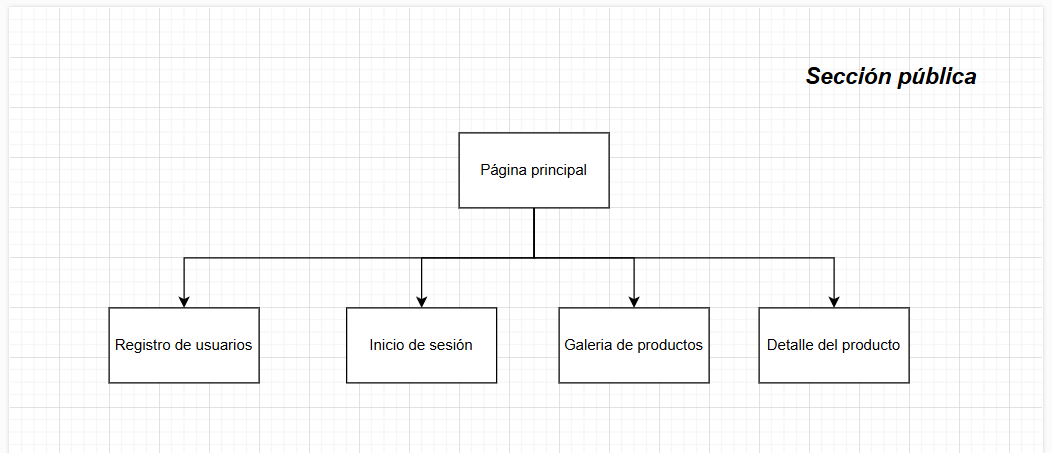 Sección pública
Página principal
Registro de usuarios
Inicio de sesión
Galeria de productos
Detalle del producto